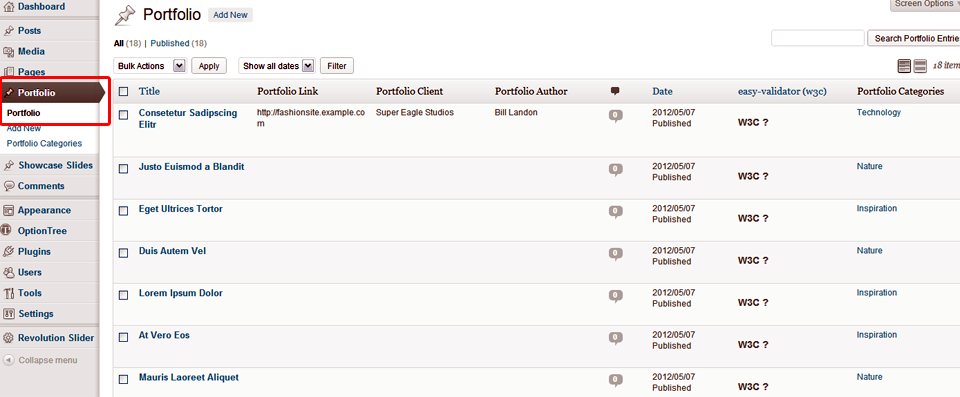 Dashboard
Posts
Media
Pages
Portfolio
Portfolio
Add New
Portfolio Categories
Showcase Slides
Comments
Appearance
OptionTree
Plugins
Users
Tools
Settings
Revolution Slider
Collapse menu
Screen Options
Portfolio Add New
All (18) | Published (18)
Search Portfolio Entrie
Bulk Actions Apply Show all dates Filter
18 item
Title Portfolio Link Portfolio Client Portfolio Author Date easy-validator (w3c) Portfolio Categories
Consetetur Sadipscing http://fashionsite.example.co Super Eagle Studios Bill Landon 0 2012/05/07 W3C ? Technology
Elitr m Published
Justo Euismod a Blandit 0 2012/05/07 W3C ? Nature
Published
Eget Ultrices Tortor 0 2012/05/07 W3C ? Inspiration
Published
Duis Autem Vel 0 2012/05/07 W3C ? Nature
Published
Lorem Ipsum Dolor 0 2012/05/07 W3C ? Inspiration
Published
At Vero Eos 0 2012/05/07 W3C ? Inspiration
Published
Mauris Laoreet Aliquet 0 2012/05/07 W3C ? Nature
Published